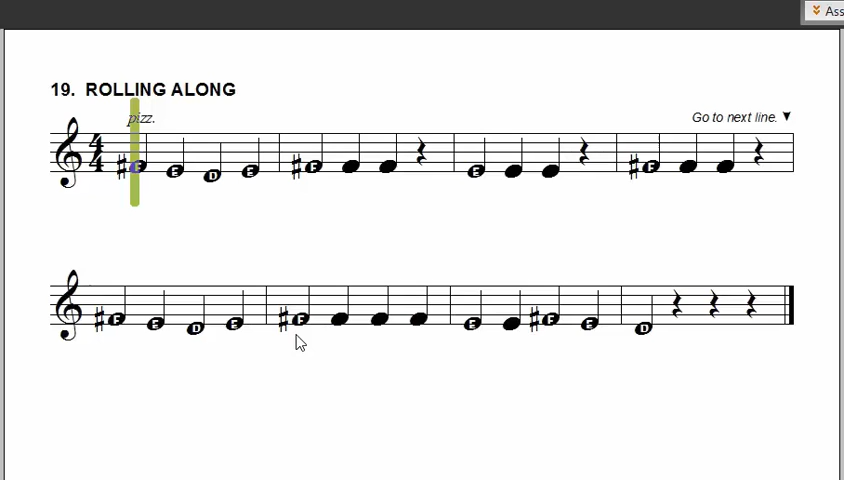 Ass
19. ROLLING ALONG
pizz.
Go to next line. ▼
F E D E F E F
F E D E F E F E D